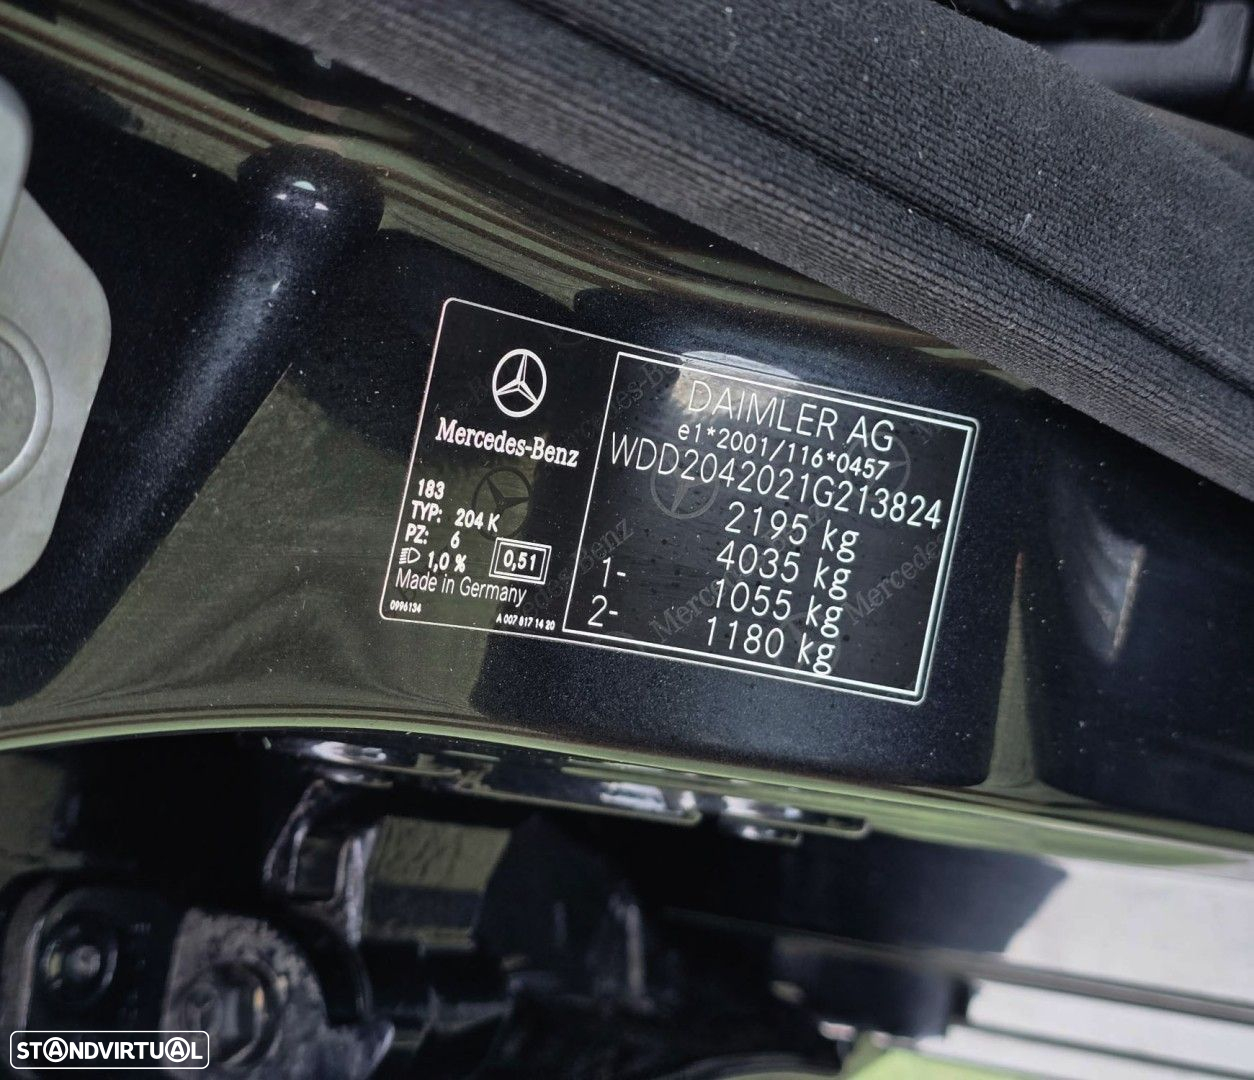 Mercedes-Benz
183
TYP: 204 K
PZ: 6
1,0 % 0,51
Made in Germany
0996134
A 007 817 14 20
DAIMLER AG
e1*2001/116*0457
WDD2042021G213824
2195 kg
4035 kg
1- 1055 kg
2- 1180 kg
STANDVIRTUAL